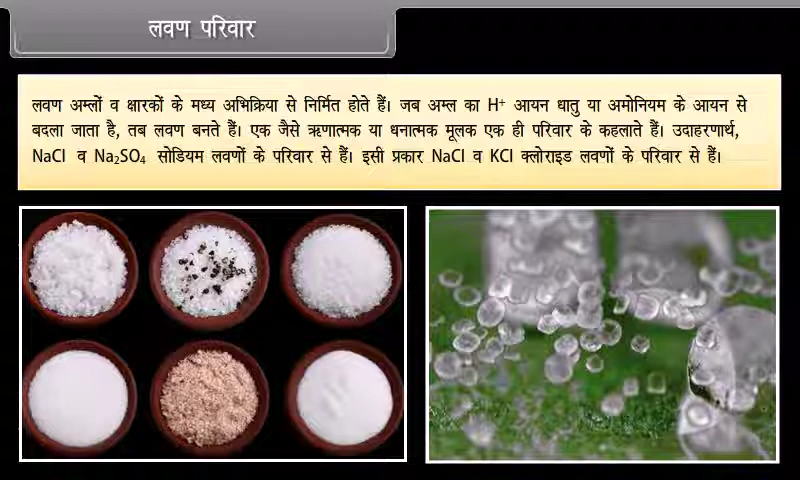 लवण परिवार
लवण अम्लों व क्षारकों के मध्य अभिक्रिया से निर्मित होते हैं। जब अम्ल का H⁺ आयन धातु या अमोनियम के आयन से
बदला जाता है, तब लवण बनते हैं। एक जैसे ऋणात्मक या धनात्मक मूलक एक ही परिवार के कहलाते हैं। उदाहरणार्थ,
NaCl व Na₂SO₄ सोडियम लवणों के परिवार से हैं। इसी प्रकार NaCl व KCl क्लोराइड लवणों के परिवार से हैं।